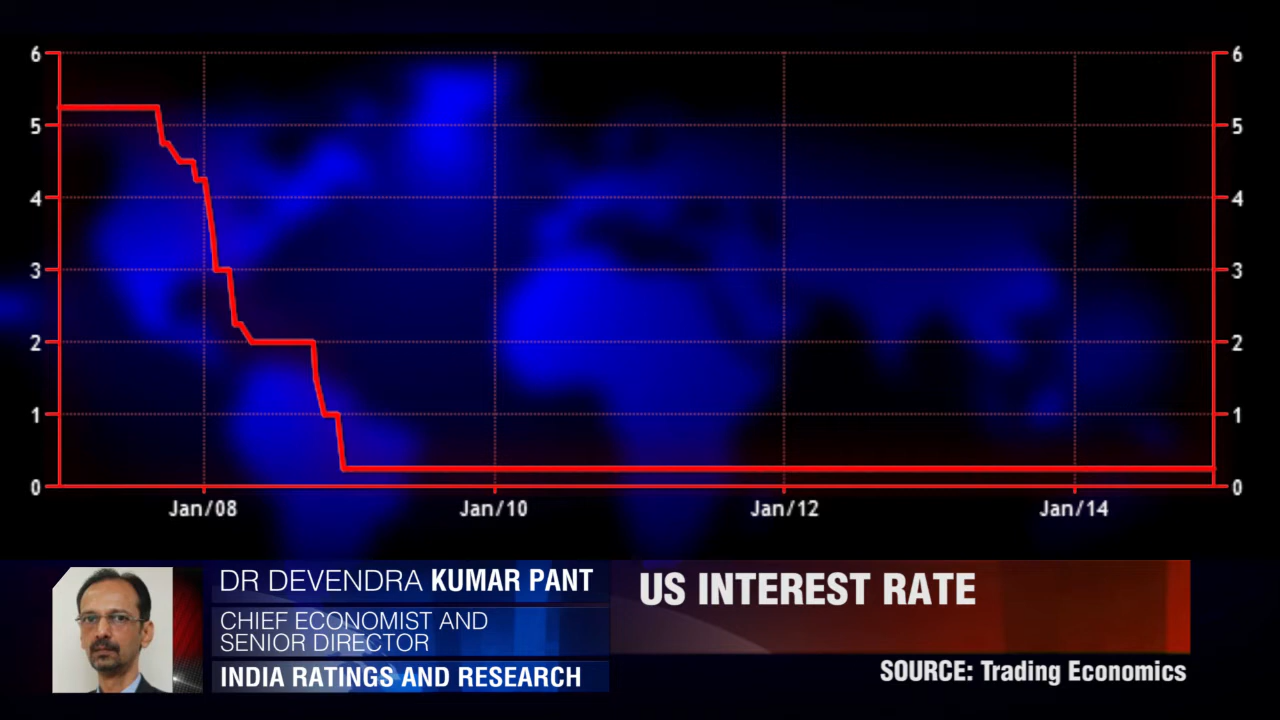 6 6
5 5
4 4
3 3
2 2
1 1
0 0
Jan/08 Jan/10 Jan/12 Jan/14
DR DEVENDRA KUMAR PANT
CHIEF ECONOMIST AND
SENIOR DIRECTOR
INDIA RATINGS AND RESEARCH
US INTEREST RATE
SOURCE: Trading Economics